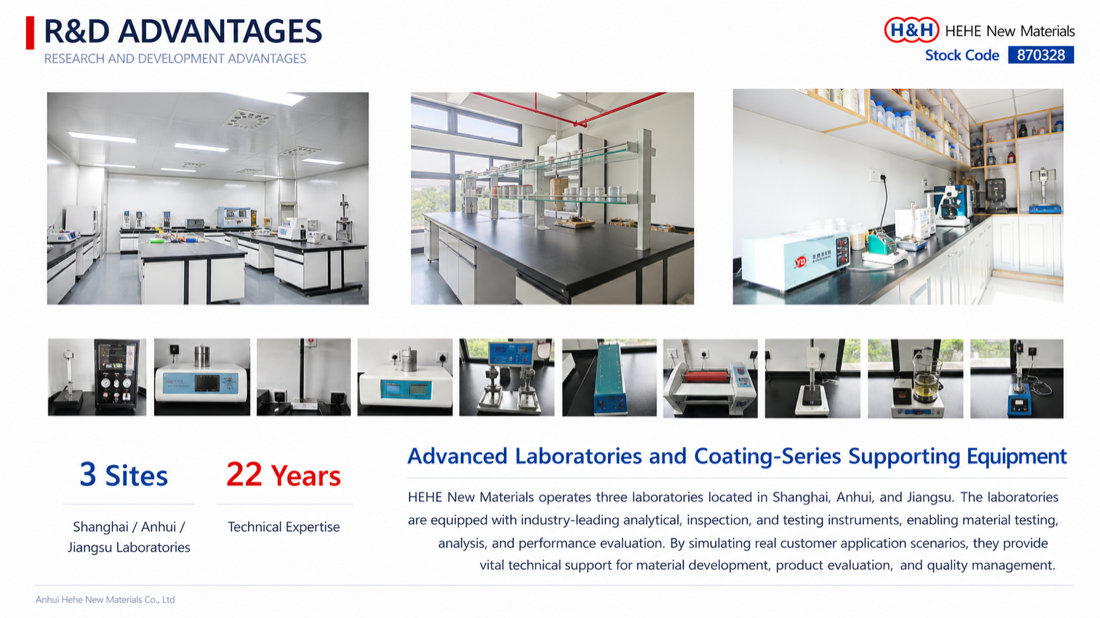 R&D ADVANTAGES
RESEARCH AND DEVELOPMENT ADVANTAGES
H&H HEHE New Materials
Stock Code 870328
YD
3 Sites
Shanghai / Anhui /
Jiangsu Laboratories
22 Years
Technical Expertise
Advanced Laboratories and Coating-Series Supporting Equipment
HEHE New Materials operates three laboratories located in Shanghai, Anhui, and Jiangsu. The laboratories
are equipped with industry-leading analytical, inspection, and testing instruments, enabling material testing,
analysis, and performance evaluation. By simulating real customer application scenarios, they provide
vital technical support for material development, product evaluation, and quality management.
Anhui Hehe New Materials Co., Ltd